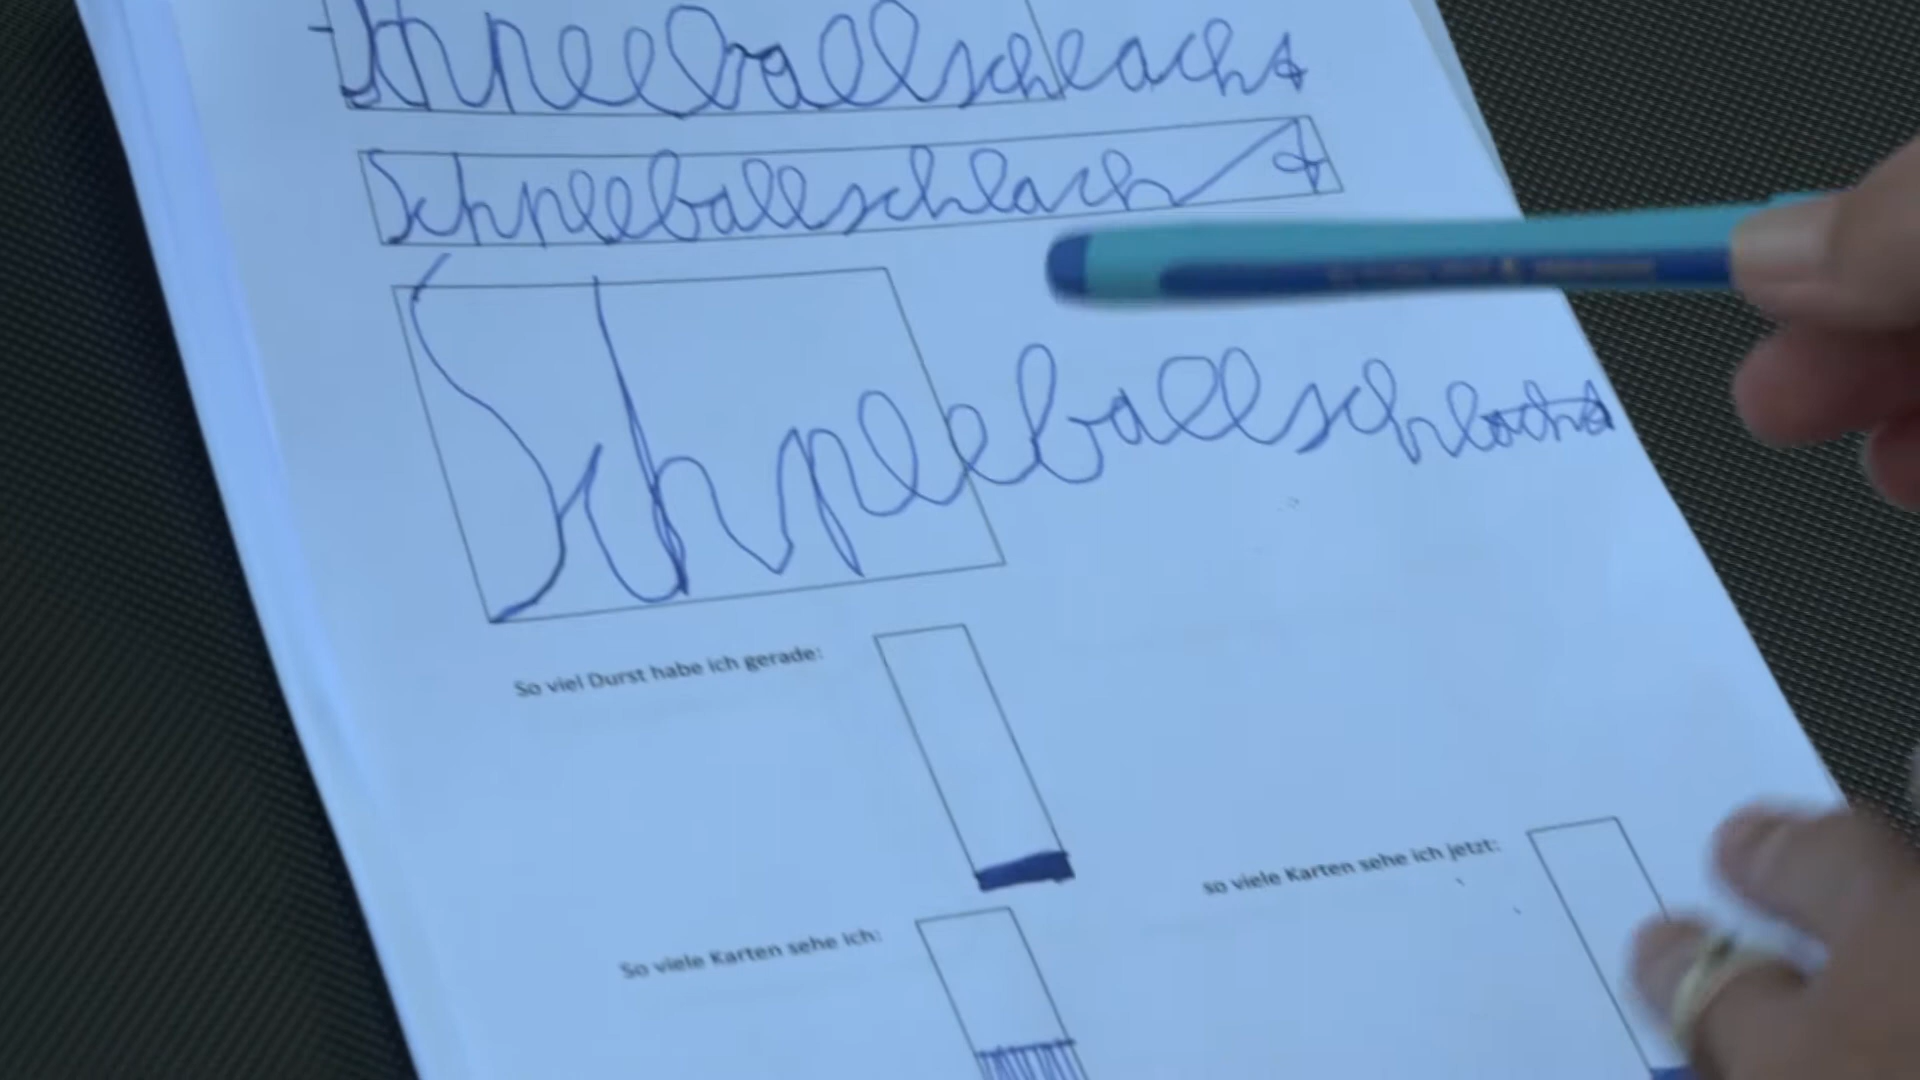 Schneeballschlacht
Schneeballschlacht
Schneeballschlacht
So viel Durst habe ich gerade:
so viele Karten sehe ich jetzt:
So viele Karten sehe ich: